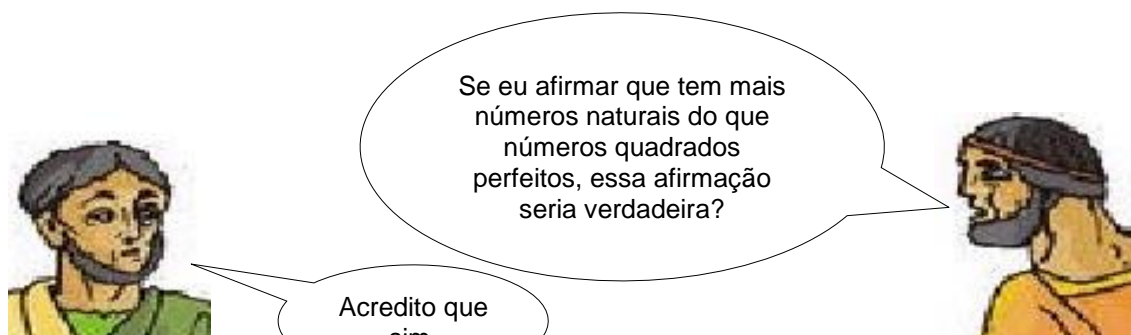 Se eu afirmar que tem mais
números naturais do que
números quadrados
perfeitos, essa afirmação
seria verdadeira?
Acredito que
sim